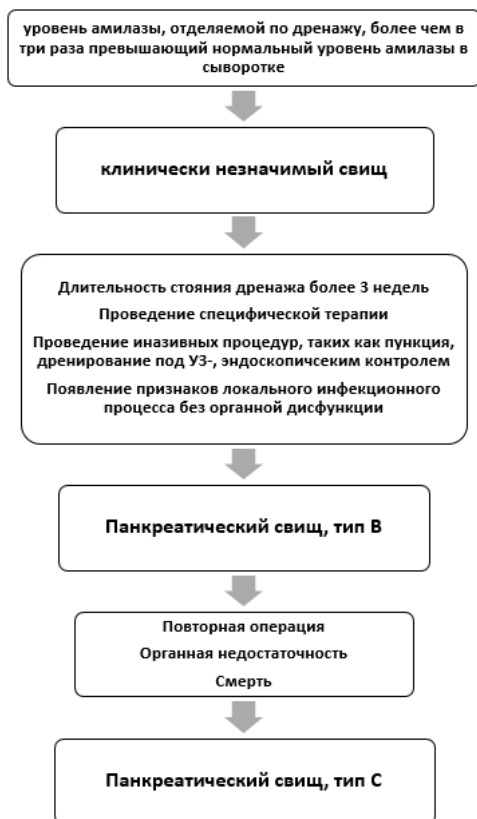 уровень амилазы, отделяемой по дренажу, более чем в
три раза превышающий нормальный уровень амилазы в
сыворотке
клинически незначимый свищ
Длительность стояния дренажа более 3 недель
Проведение специфической терапии
Проведение иназивных процедур, таких как пункция,
дренирование под УЗ-, эндоскопичсеким контролем
Появление признаков локального инфекционного
процесса без органной дисфункции
Панкреатический свищ, тип В
Повторная операция
Органная недостаточность
Смерть
Панкреатический свищ, тип С